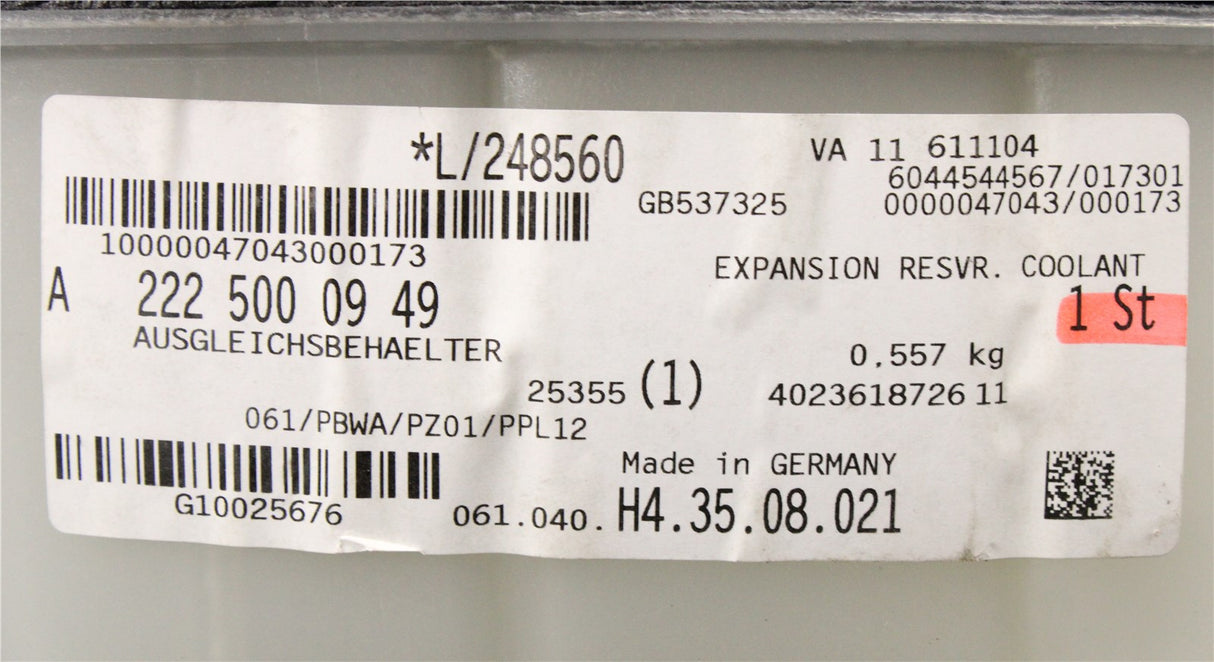 *L/248560
VA 11 611104
6044544567/017301
GB537325 0000047043/000173
10000047043000173
EXPANSION RESVR. COOLANT
A 222 500 09 49
1 St
AUSGLEICHSBEHAELTER
0,557 kg
25355 (1) 4023618726 11
061/PBWA/PZ01/PPL12
Made in GERMANY
G10025676
061.040. H4.35.08.021